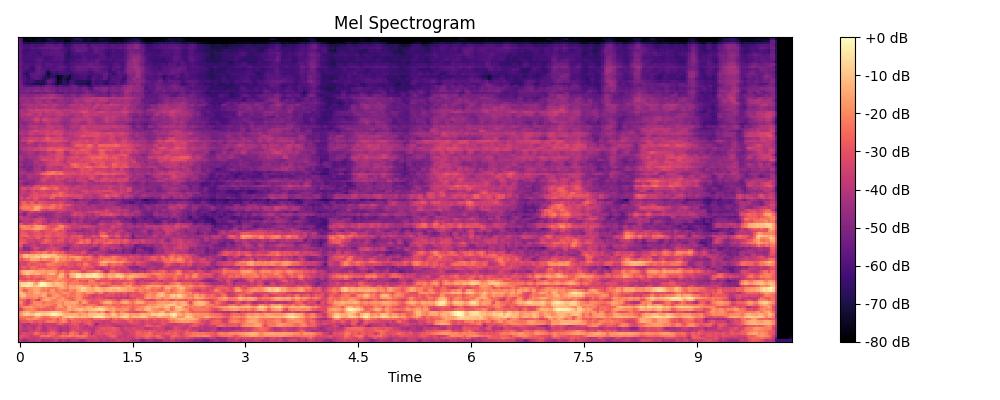 Mel Spectrogram
+0 dB
-10 dB
-20 dB
-30 dB
-40 dB
-50 dB
-60 dB
-70 dB
-80 dB
0 1.5 3 4.5 6 7.5 9
Time